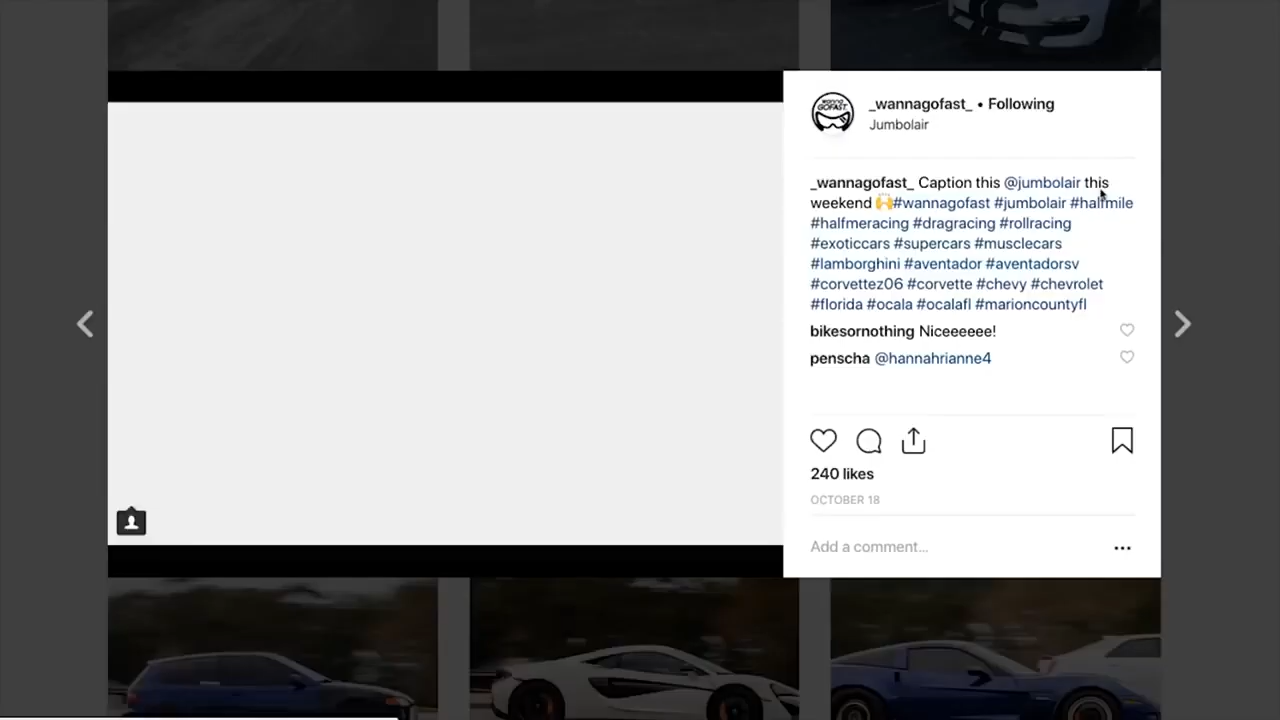 _wannagofast_ • Following
Jumbolair
_wannagofast_ Caption this @jumbolair this
weekend 🙌#wannagofast #jumbolair #halfmile
#halfmeracing #dragracing #rollracing
#exoticcars #supercars #musclecars
#lamborghini #aventador #aventadorsv
#corvettez06 #corvette #chevy #chevrolet
#florida #ocala #ocalafl #marioncountyfl
bikesornothing Niceeeeee!
penscha @hannahrianne4
240 likes
OCTOBER 18
Add a comment...